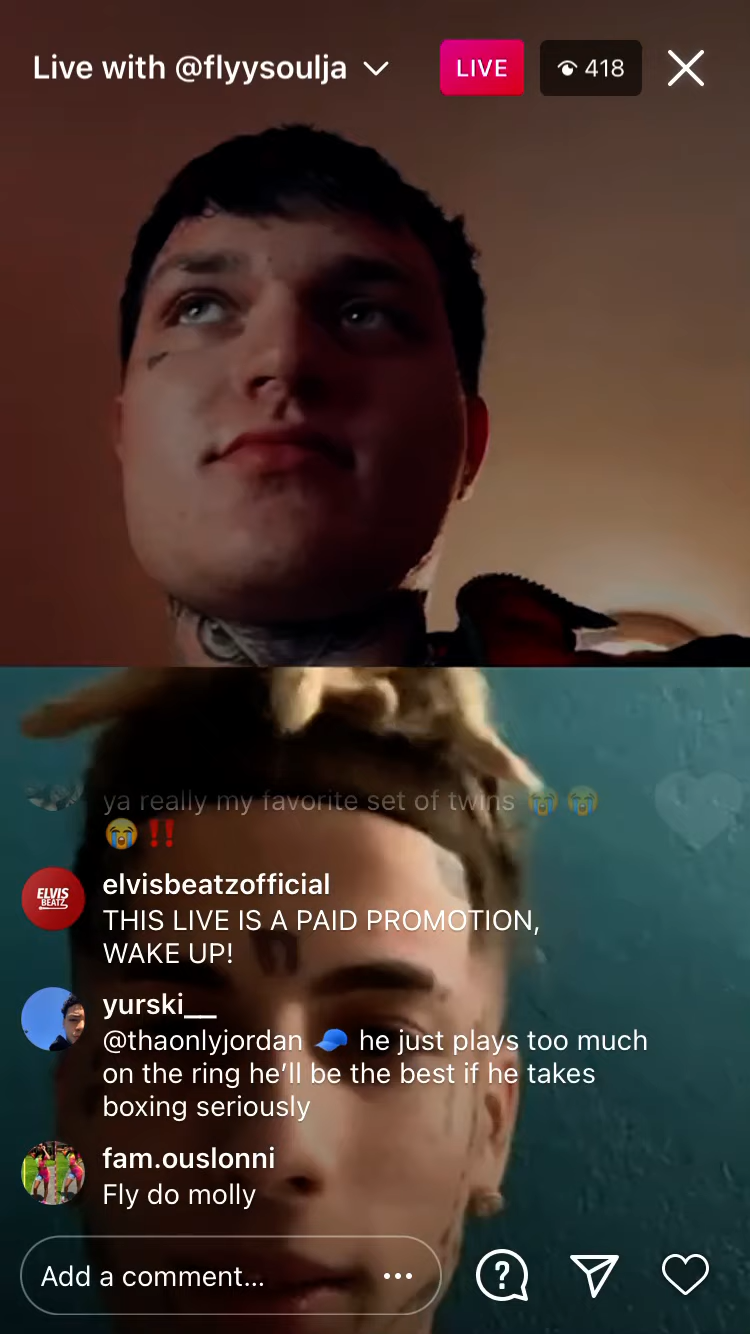 Live with @flyysoulja
LIVE
418
ya really my favorite set of twins 😭 😭
😭 ‼️
elvisbeatzofficial
ELVIS
BEATZ
THIS LIVE IS A PAID PROMOTION,
WAKE UP!
yurski__
@thaonlyjordan 🧢 he just plays too much
on the ring he’ll be the best if he takes
boxing seriously
fam.ouslonni
Fly do molly
Add a comment...